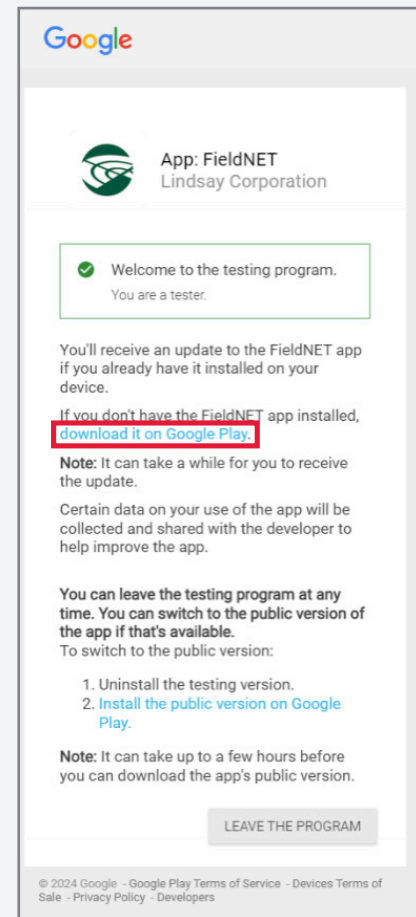 Google
App: FieldNET
Lindsay Corporation
Welcome to the testing program.
You are a tester.
You'll receive an update to the FieldNET app
if you already have it installed on your
device.
If you don't have the FieldNET app installed,
download it on Google Play.
Note: It can take a while for you to receive
the update.
Certain data on your use of the app will be
collected and shared with the developer to
help improve the app.
You can leave the testing program at any
time. You can switch to the public version of
the app if that's available.
To switch to the public version:
1. Uninstall the testing version.
2. Install the public version on Google
Play.
Note: It can take up to a few hours before
you can download the app's public version.
LEAVE THE PROGRAM
© 2024 Google - Google Play Terms of Service - Devices Terms of
Sale - Privacy Policy - Developers